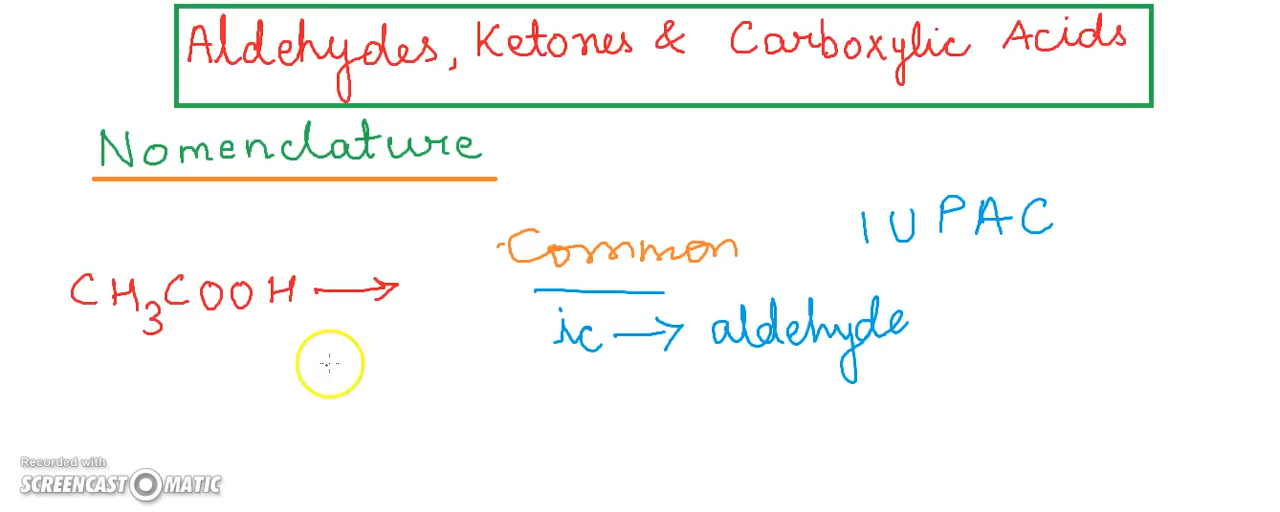 Aldehydes, Ketones & Carboxylic Acids
Nomenclature
IUPAC
Common
CH₃COOH →
ic → aldehyde
Recorded with
SCREENCAST MATIC